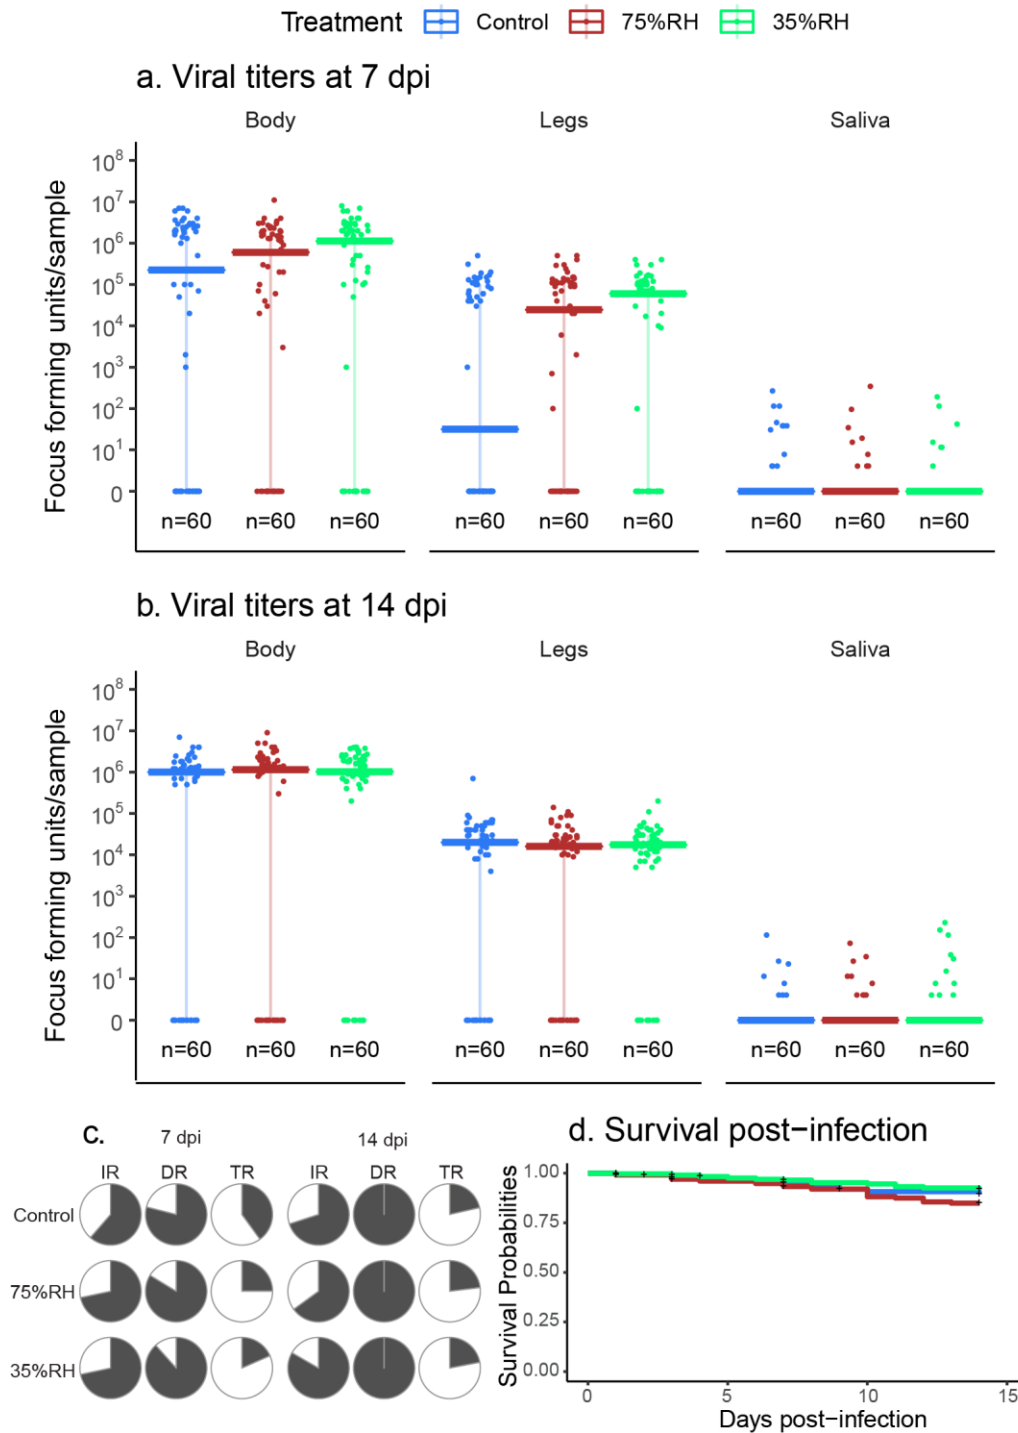 Treatment Control 75%RH 35%RH
a. Viral titers at 7 dpi
Body Legs Saliva
Focus forming units/sample
10⁸
10⁷
10⁶
10⁵
10⁴
10³
10²
10¹
0
n=60 n=60 n=60 n=60 n=60 n=60 n=60 n=60 n=60
b. Viral titers at 14 dpi
Body Legs Saliva
Focus forming units/sample
10⁸
10⁷
10⁶
10⁵
10⁴
10³
10²
10¹
0
n=60 n=60 n=60 n=60 n=60 n=60 n=60 n=60 n=60
c. 7 dpi 14 dpi
IR DR TR IR DR TR
Control
75%RH
35%RH
d. Survival post−infection
Survival Probabilities
1.00
0.75
0.50
0.25
0.00
0 5 10 15
Days post−infection